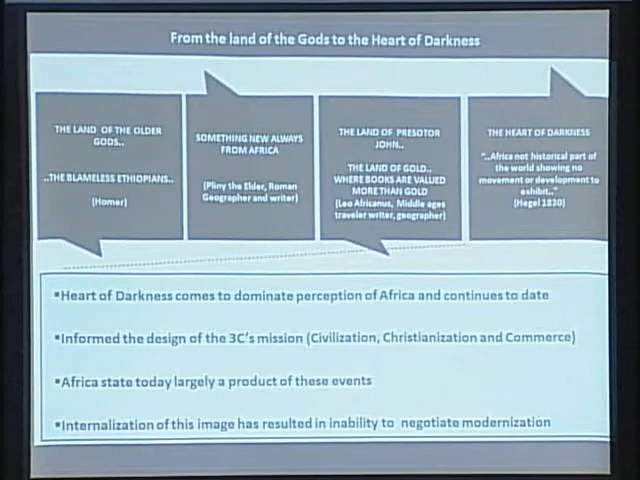 From the land of the Gods to the Heart of Darkness
THE LAND OF THE OLDER
GODS..
..THE BLAMELESS ETHIOPIANS..
(Homer)
SOMETHING NEW ALWAYS
FROM AFRICA
(Pliny the Elder, Roman
Geographer and writer)
THE LAND OF PRESOTOR
JOHN..
THE LAND OF GOLD..
WHERE BOOKS ARE VALUED
MORE THAN GOLD
(Leo Africanus, Middle ages
traveler writer, geographer)
THE HEART OF DARKNESS
"..Africa not historical part of
the world showing no
movement or development to
exhibit.."
(Hegel 1830)
▪Heart of Darkness comes to dominate perception of Africa and continues to date
▪Informed the design of the 3C's mission (Civilization, Christianization and Commerce)
▪Africa state today largely a product of these events
▪Internalization of this image has resulted in inability to negotiate modernization